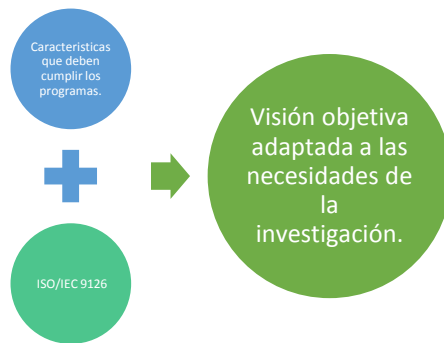 Caracteristicas
que deben
cumplir los
programas.
ISO/IEC 9126
Visión objetiva
adaptada a las
necesidades de
la
investigación.